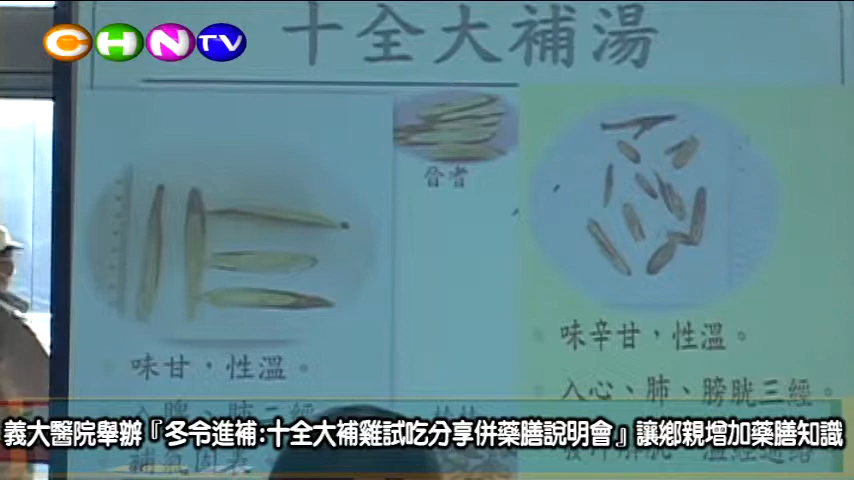 CHNTV
十全大補湯
味甘，性溫。
味辛甘，性溫。
入心、肺、膀胱三經。
義大醫院舉辦『冬令進補:十全大補雞試吃分享併藥膳說明會』讓鄉親增加藥膳知識